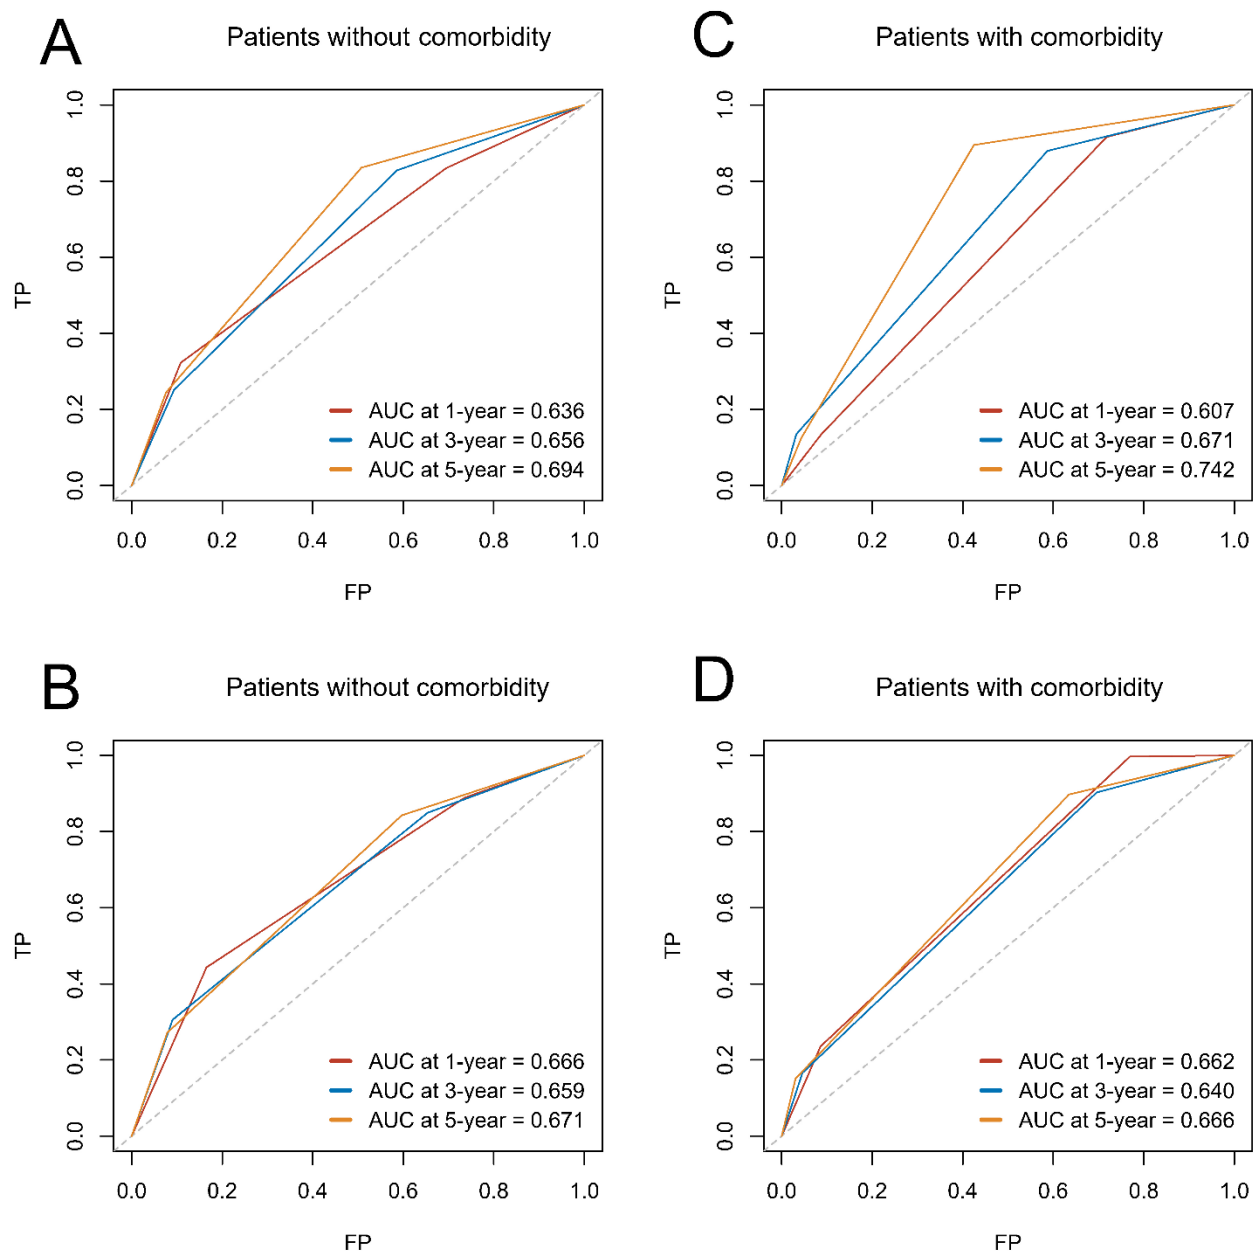 A
Patients without comorbidity
1.0
0.8
0.6
0.4
0.2
0.0
TP
AUC at 1-year = 0.636
AUC at 3-year = 0.656
AUC at 5-year = 0.694
0.0 0.2 0.4 0.6 0.8 1.0
FP
C
Patients with comorbidity
1.0
0.8
0.6
0.4
0.2
0.0
TP
AUC at 1-year = 0.607
AUC at 3-year = 0.671
AUC at 5-year = 0.742
0.0 0.2 0.4 0.6 0.8 1.0
FP
B
Patients without comorbidity
1.0
0.8
0.6
0.4
0.2
0.0
TP
AUC at 1-year = 0.666
AUC at 3-year = 0.659
AUC at 5-year = 0.671
0.0 0.2 0.4 0.6 0.8 1.0
FP
D
Patients with comorbidity
1.0
0.8
0.6
0.4
0.2
0.0
TP
AUC at 1-year = 0.662
AUC at 3-year = 0.640
AUC at 5-year = 0.666
0.0 0.2 0.4 0.6 0.8 1.0
FP